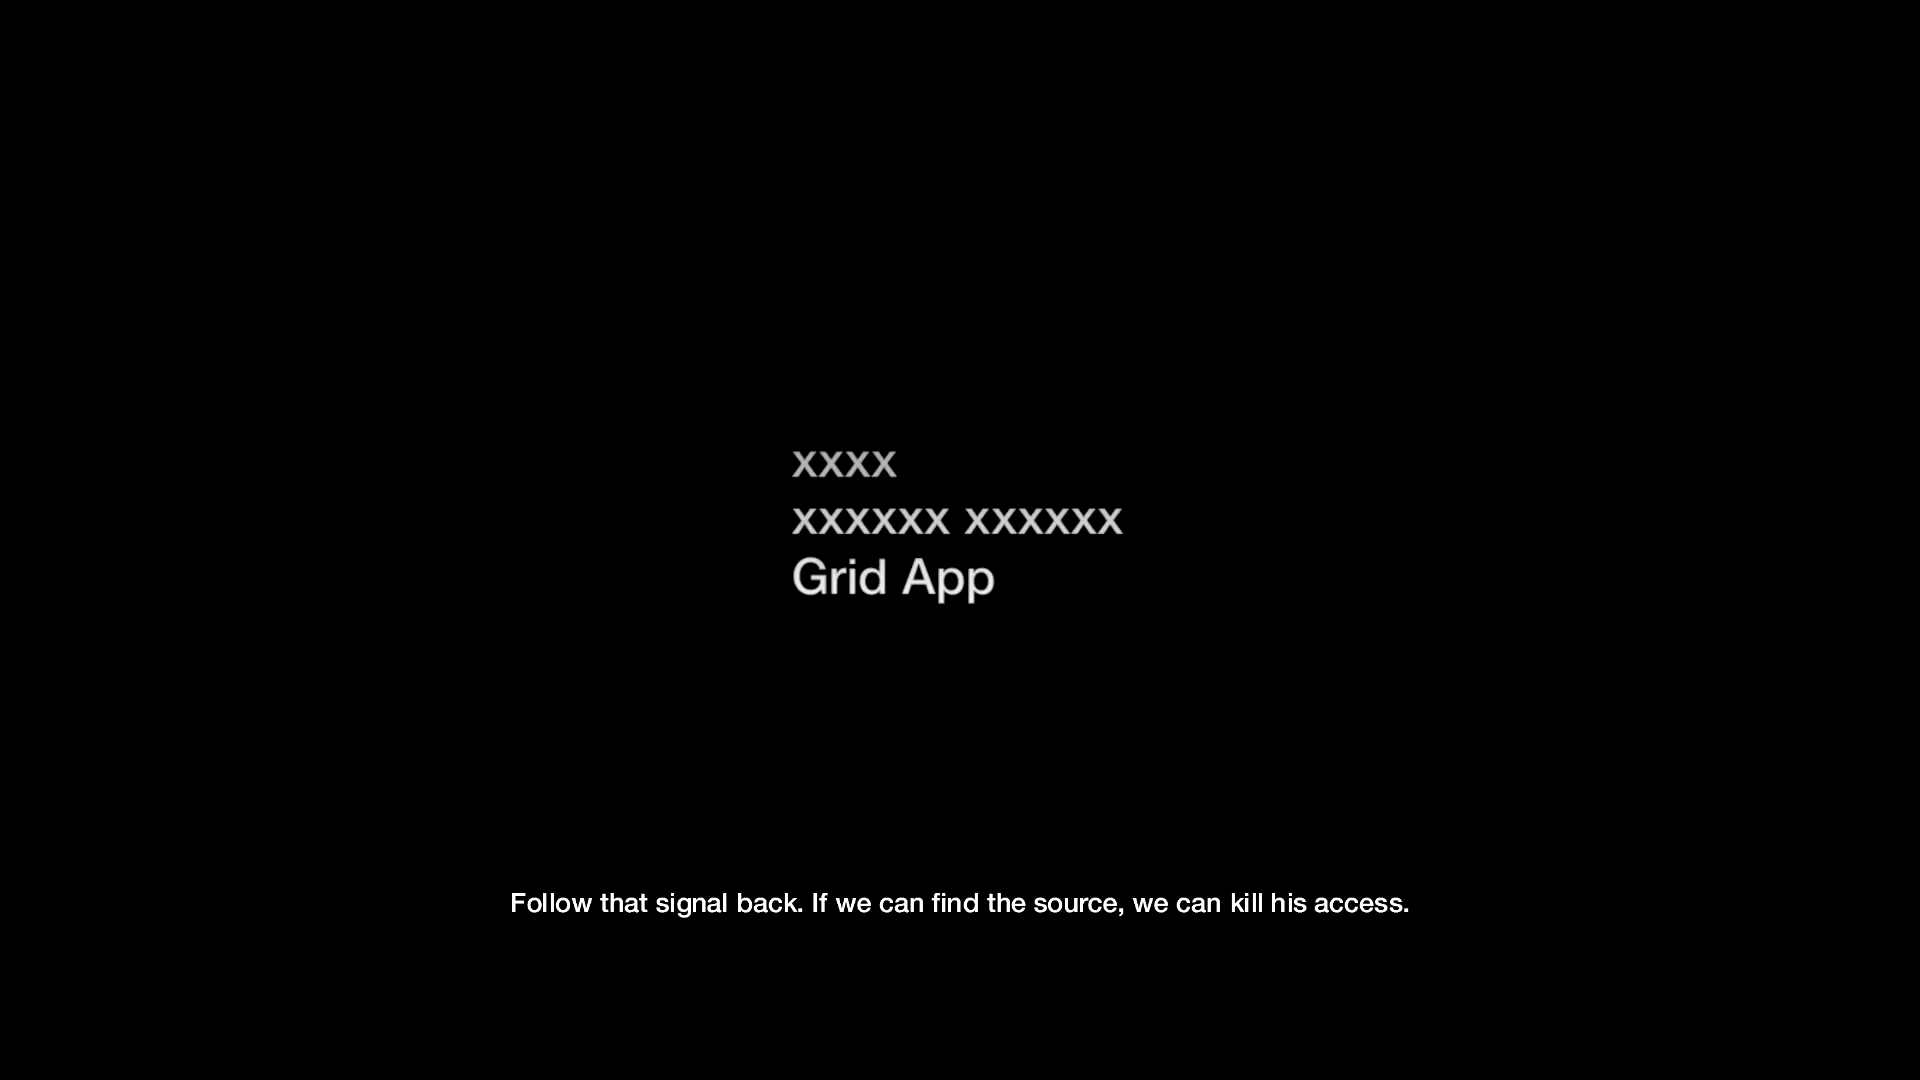 xxxx
xxxxxx xxxxxx
Grid App
Follow that signal back. If we can find the source, we can kill his access.